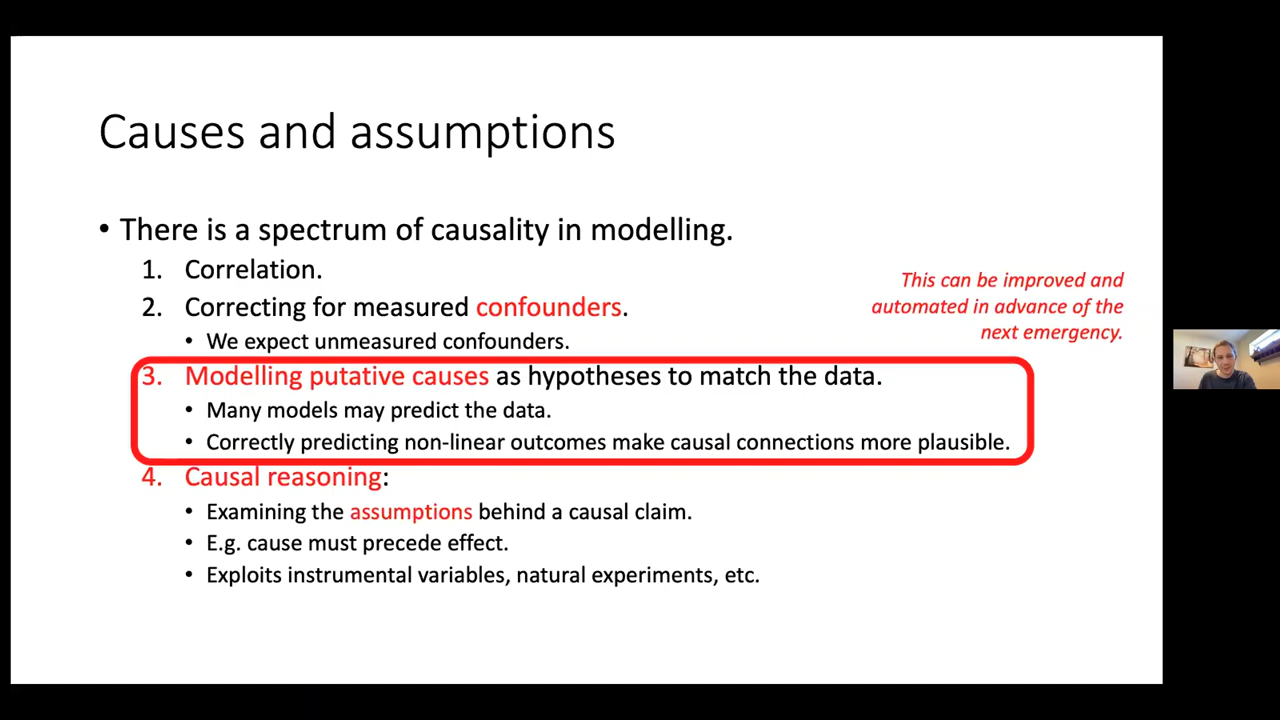 Causes and assumptions
• There is a spectrum of causality in modelling.
1. Correlation.
2. Correcting for measured confounders.
• We expect unmeasured confounders.
This can be improved and
automated in advance of the
next emergency.
3. Modelling putative causes as hypotheses to match the data.
• Many models may predict the data.
• Correctly predicting non-linear outcomes make causal connections more plausible.
4. Causal reasoning:
• Examining the assumptions behind a causal claim.
• E.g. cause must precede effect.
• Exploits instrumental variables, natural experiments, etc.